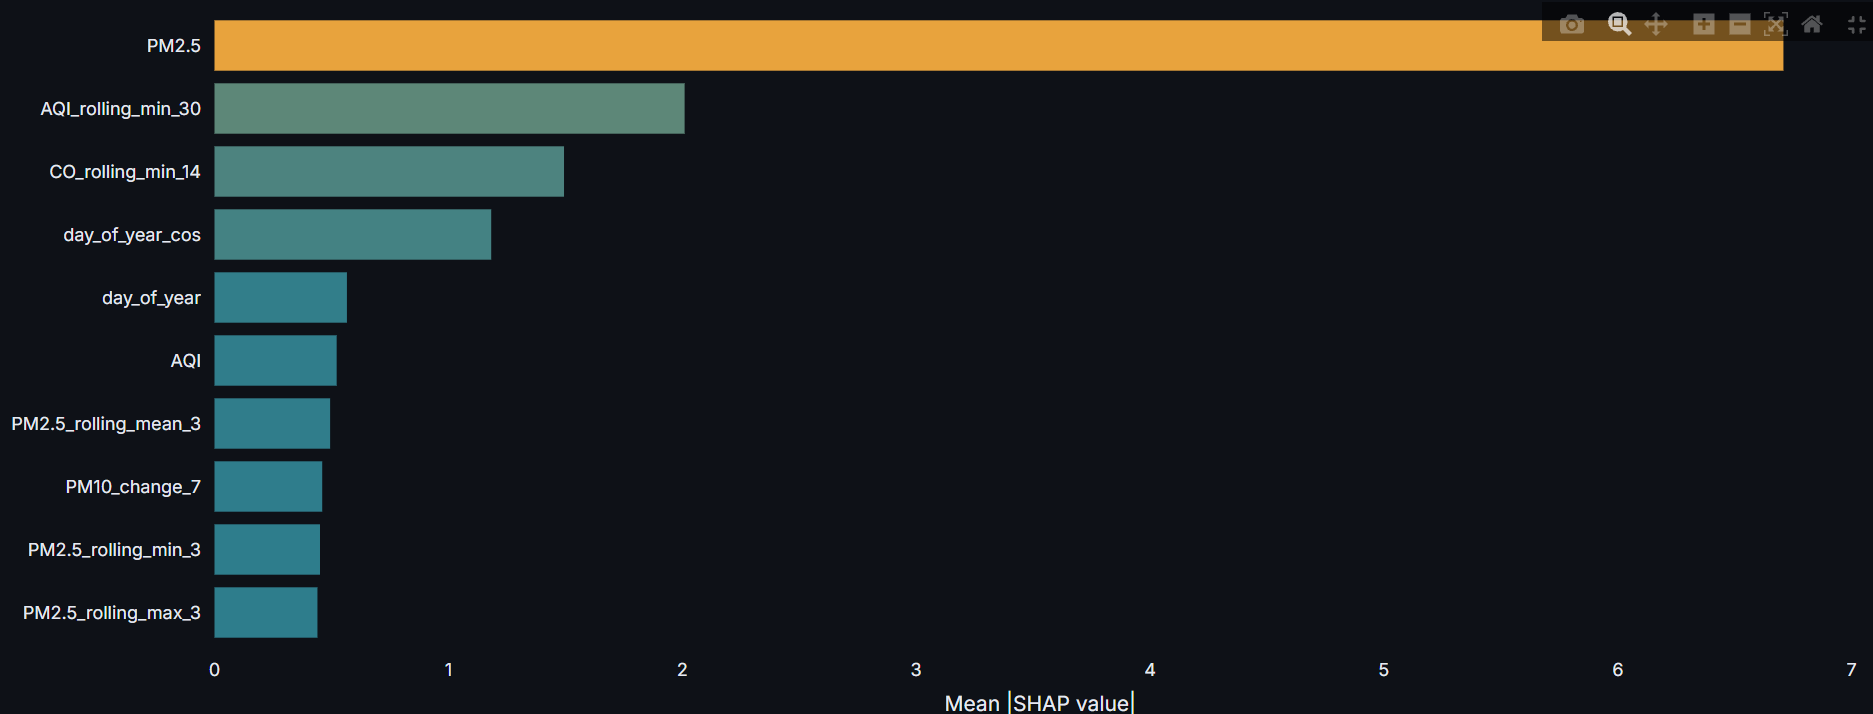 PM2.5
AQI_rolling_min_30
CO_rolling_min_14
day_of_year_cos
day_of_year
AQI
PM2.5_rolling_mean_3
PM10_change_7
PM2.5_rolling_min_3
PM2.5_rolling_max_3
0 1 2 3 4 5 6 7
Mean |SHAP value|